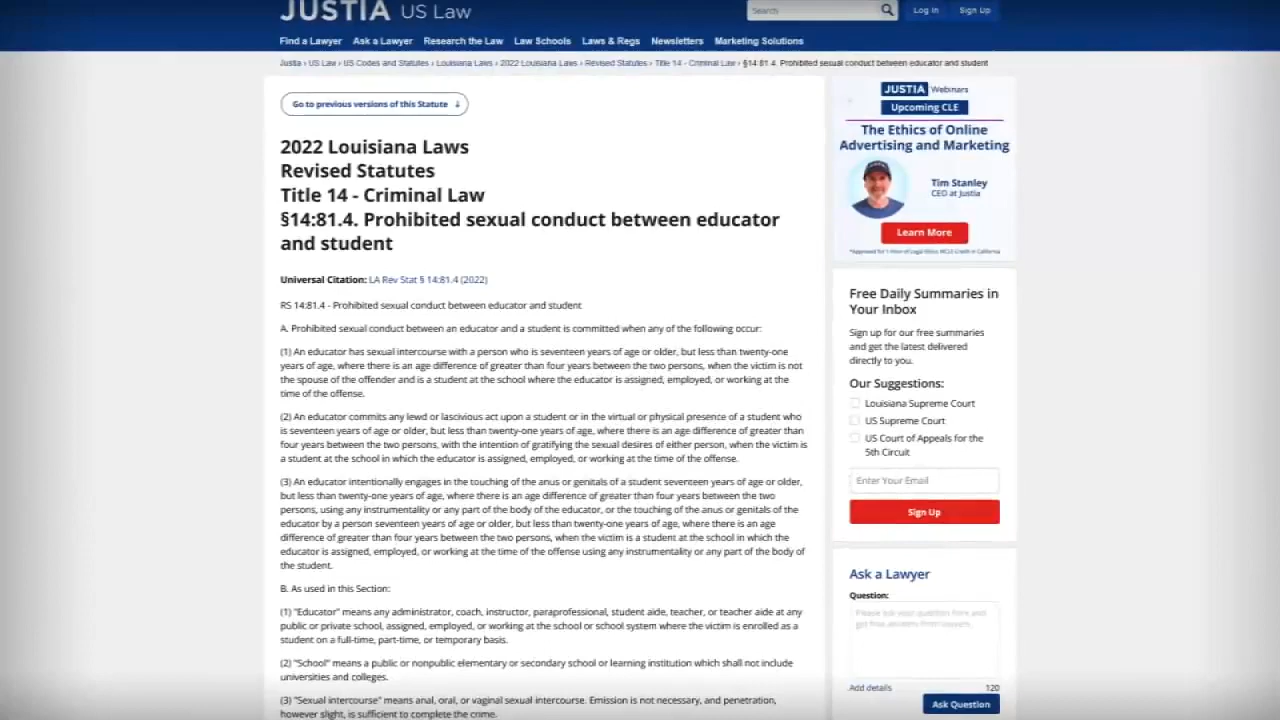 JUSTIA US Law
Search
Log In
Sign Up
Find a Lawyer Ask a Lawyer Research the Law Law Schools Laws & Regs Newsletters Marketing Solutions
Justia › US Law › US Codes and Statutes › Louisiana Laws › 2022 Louisiana Laws › Revised Statutes › Title 14 - Criminal Law › §14:81.4. Prohibited sexual conduct between educator and student
Go to previous versions of this Statute ↓
2022 Louisiana Laws
Revised Statutes
Title 14 - Criminal Law
§14:81.4. Prohibited sexual conduct between educator
and student
Universal Citation: LA Rev Stat § 14:81.4 (2022)
RS 14:81.4 - Prohibited sexual conduct between educator and student
A. Prohibited sexual conduct between an educator and a student is committed when any of the following occur:
(1) An educator has sexual intercourse with a person who is seventeen years of age or older, but less than twenty-one
years of age, where there is an age difference of greater than four years between the two persons, when the victim is not
the spouse of the offender and is a student at the school where the educator is assigned, employed, or working at the
time of the offense.
(2) An educator commits any lewd or lascivious act upon a student or in the virtual or physical presence of a student who
is seventeen years of age or older, but less than twenty-one years of age, where there is an age difference of greater than
four years between the two persons, with the intention of gratifying the sexual desires of either person, when the victim is
a student at the school in which the educator is assigned, employed, or working at the time of the offense.
(3) An educator intentionally engages in the touching of the anus or genitals of a student seventeen years of age or older,
but less than twenty-one years of age, where there is an age difference of greater than four years between the two
persons, using any instrumentality or any part of the body of the educator, or the touching of the anus or genitals of the
educator by a person seventeen years of age or older, but less than twenty-one years of age, where there is an age
difference of greater than four years between the two persons, when the victim is a student at the school in which the
educator is assigned, employed, or working at the time of the offense using any instrumentality or any part of the body of
the student.
B. As used in this Section:
(1) "Educator" means any administrator, coach, instructor, paraprofessional, student aide, teacher, or teacher aide at any
public or private school, assigned, employed, or working at the school or school system where the victim is enrolled as a
student on a full-time, part-time, or temporary basis.
(2) "School" means a public or nonpublic elementary or secondary school or learning institution which shall not include
universities and colleges.
(3) "Sexual intercourse" means anal, oral, or vaginal sexual intercourse. Emission is not necessary, and penetration,
however slight, is sufficient to complete the crime.
JUSTIA Webinars
Upcoming CLE
The Ethics of Online
Advertising and Marketing
Tim Stanley
CEO at Justia
Learn More
*Approved for 1 Hour of Legal Ethics MCLE Credit in California
Free Daily Summaries in
Your Inbox
Sign up for our free summaries
and get the latest delivered
directly to you.
Our Suggestions:
Louisiana Supreme Court
US Supreme Court
US Court of Appeals for the
5th Circuit
Enter Your Email
Sign Up
Ask a Lawyer
Question:
Please ask your question here and
get free answers from lawyers.
Add details
120
Ask Question